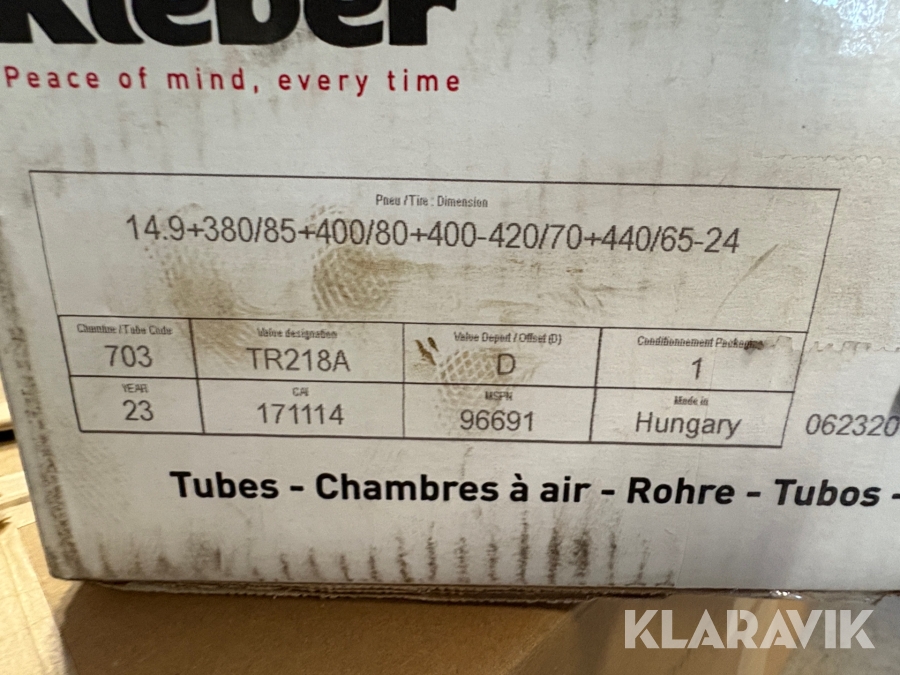 Kleber
Peace of mind, every time
Pneu / Tire : Dimension
14.9+380/85+400/80+400-420/70+440/65-24
Chambre / Tube Code
Valve designation
Valve Deport / Offset (D)
Conditionnement Packaging
703
TR218A
D
1
YEAR
CAI
MSPN
Made in
23
171114
96691
Hungary
062320
Tubes - Chambres à air - Rohre - Tubos -
KLARAVIK